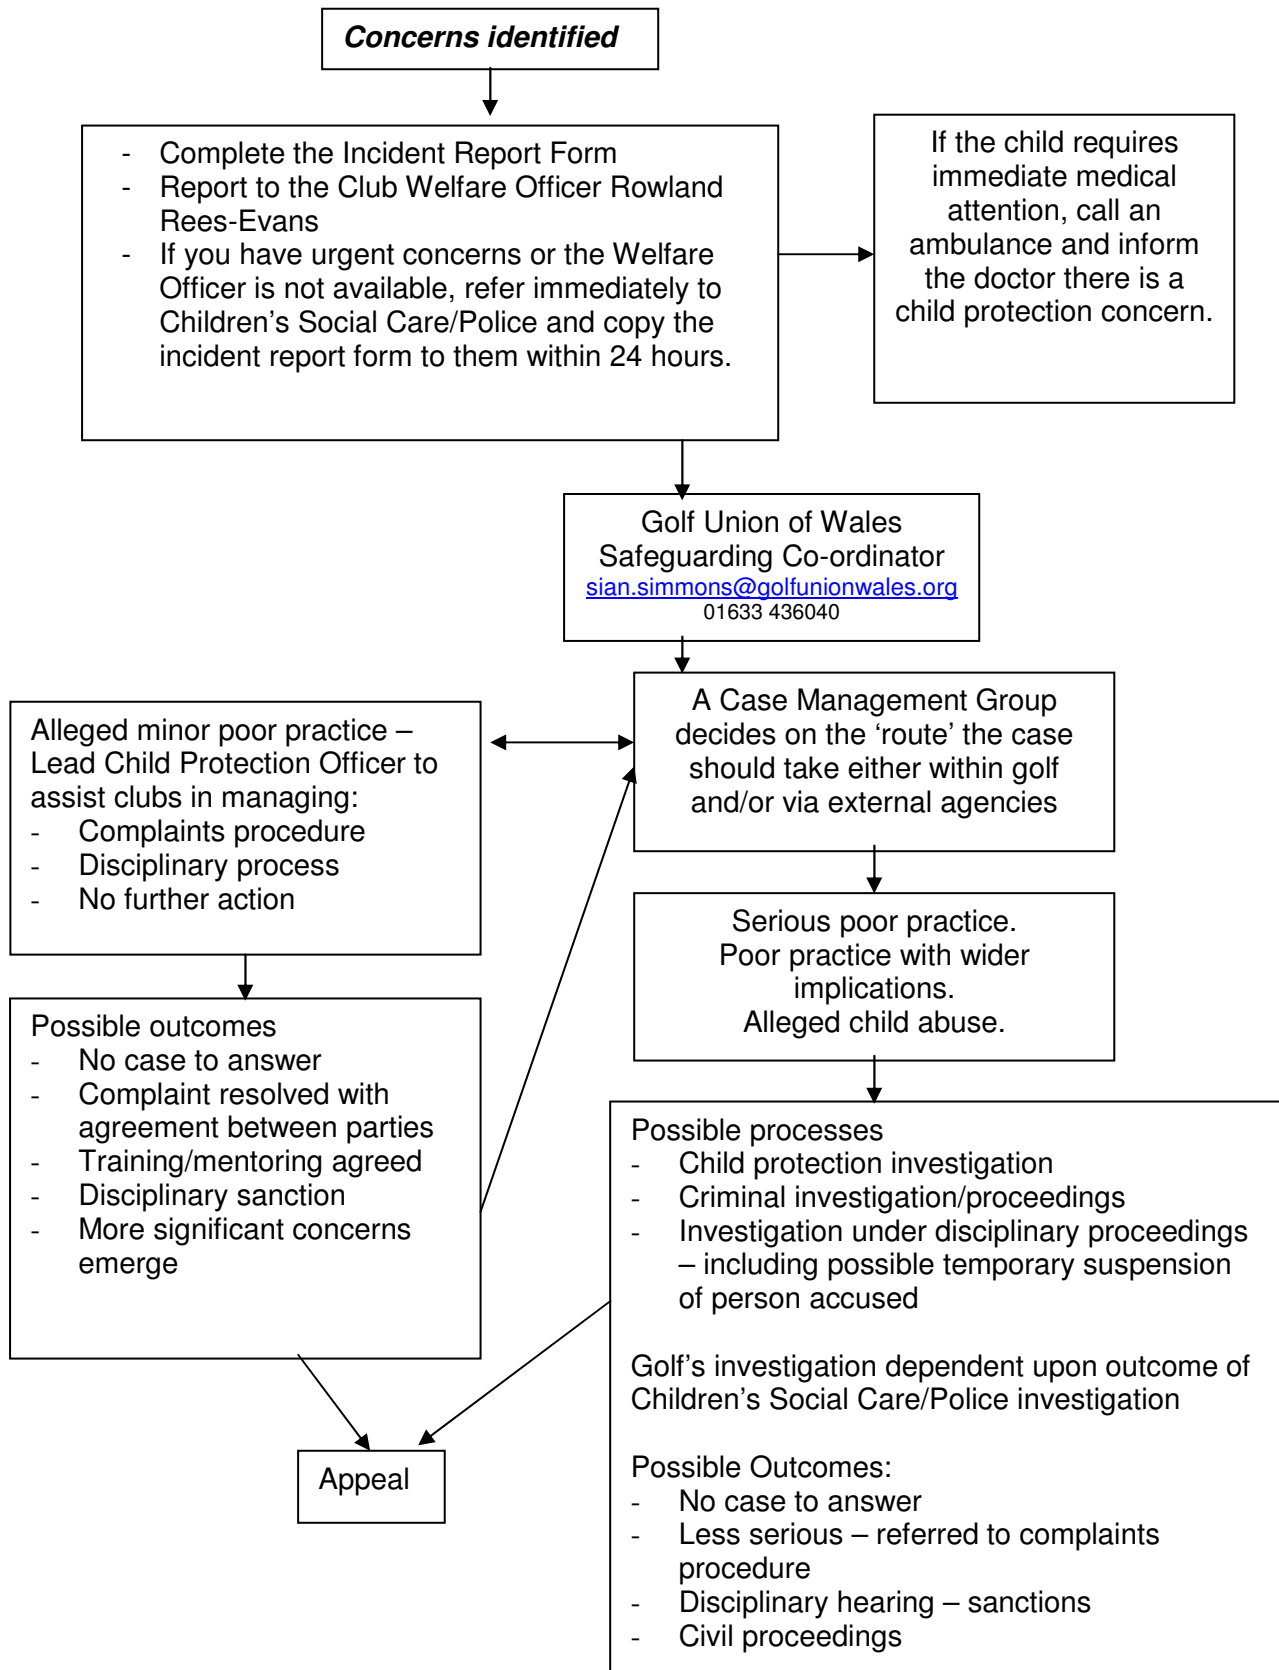 Concerns identified
- Complete the Incident Report Form
- Report to the Club Welfare Officer Rowland
Rees-Evans
- If you have urgent concerns or the Welfare
Officer is not available, refer immediately to
Children's Social Care/Police and copy the
incident report form to them within 24 hours.
If the child requires
immediate medical
attention, call an
ambulance and inform
the doctor there is a
child protection concern.
Golf Union of Wales
Safeguarding Co-ordinator
sian.simmons@golfunionwales.org
01633 436040
A Case Management Group
decides on the ‘route’ the case
should take either within golf
and/or via external agencies
Alleged minor poor practice –
Lead Child Protection Officer to
assist clubs in managing:
- Complaints procedure
- Disciplinary process
- No further action
Serious poor practice.
Poor practice with wider
implications.
Alleged child abuse.
Possible outcomes
- No case to answer
- Complaint resolved with
agreement between parties
- Training/mentoring agreed
- Disciplinary sanction
- More significant concerns
emerge
Possible processes
- Child protection investigation
- Criminal investigation/proceedings
- Investigation under disciplinary proceedings
– including possible temporary suspension
of person accused
Golf's investigation dependent upon outcome of
Children's Social Care/Police investigation
Possible Outcomes:
- No case to answer
- Less serious – referred to complaints
procedure
- Disciplinary hearing – sanctions
- Civil proceedings
Appeal